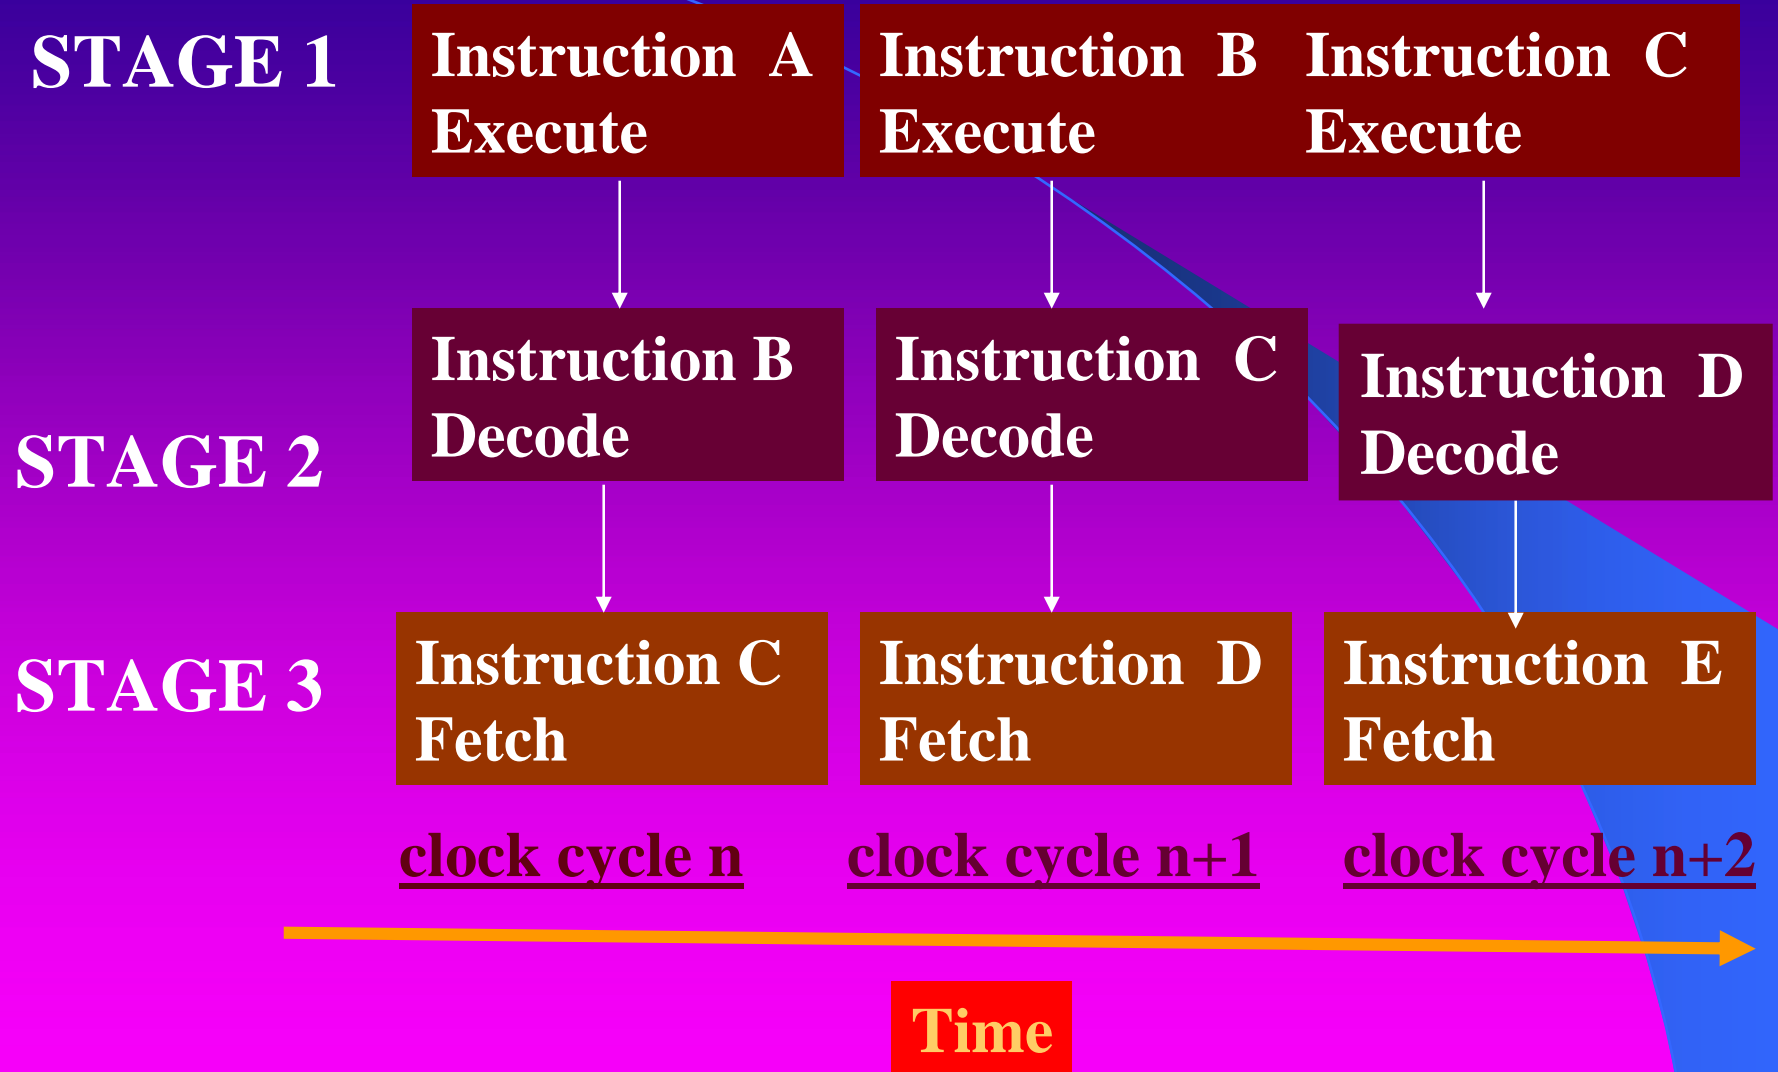 STAGE 1
Instruction A
Execute
Instruction B
Execute
Instruction C
Execute
STAGE 2
Instruction B
Decode
Instruction C
Decode
Instruction D
Decode
STAGE 3
Instruction C
Fetch
Instruction D
Fetch
Instruction E
Fetch
clock cycle n
clock cycle n+1
clock cycle n+2
Time